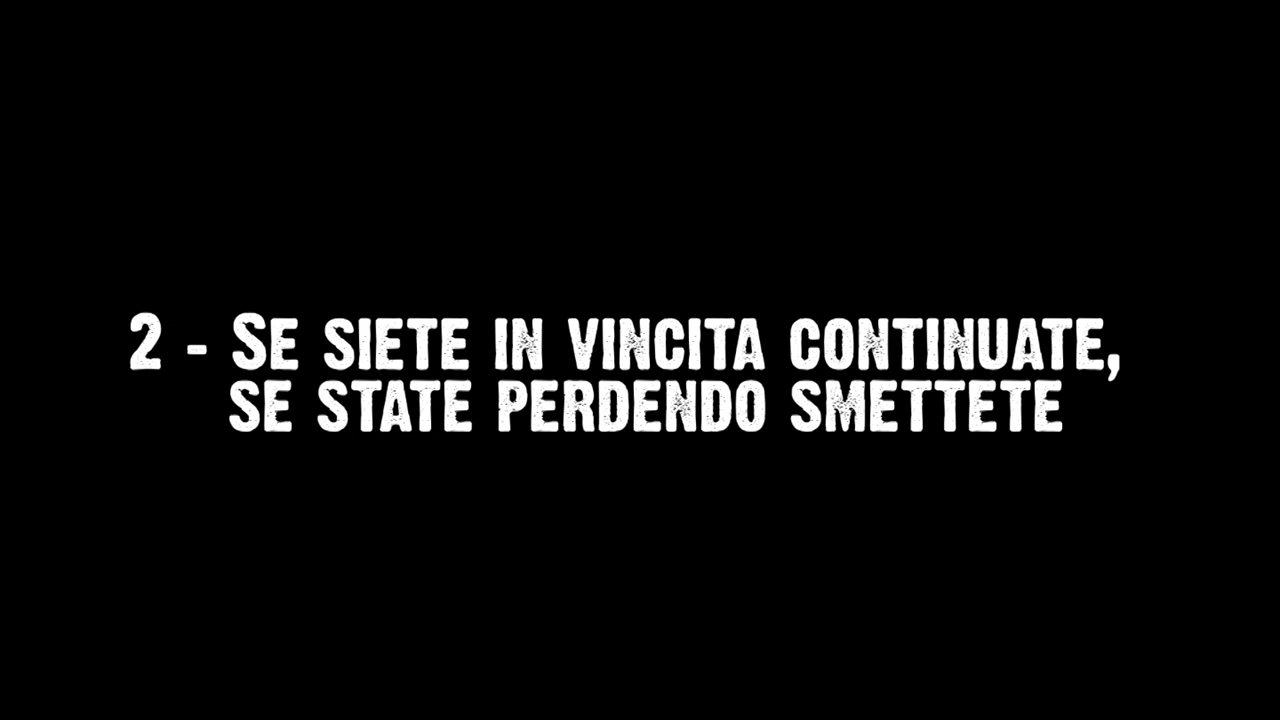 2 - Se siete in vincita continuate,
se state perdendo smettete